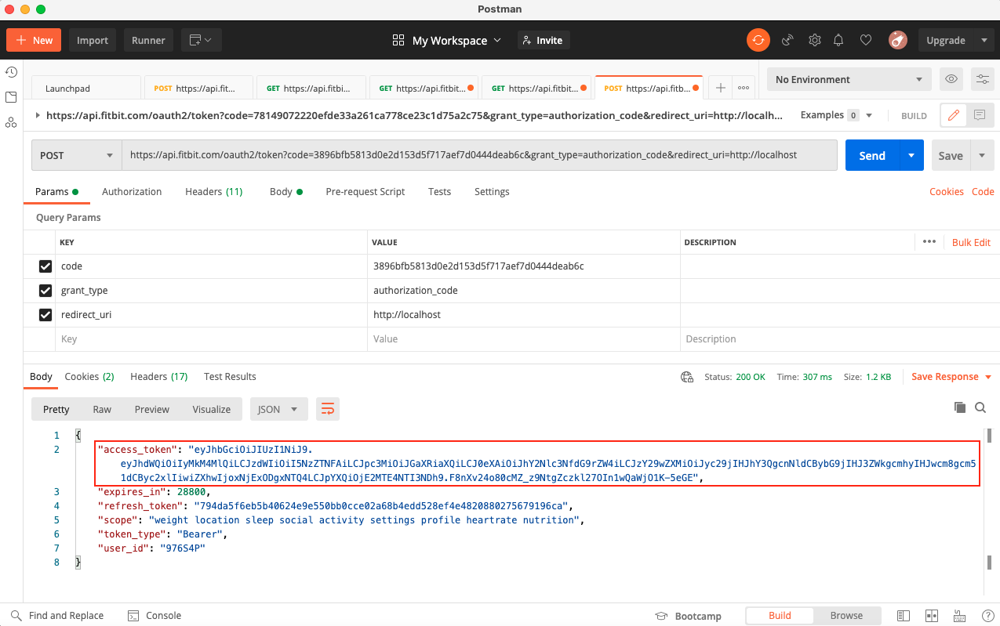 Postman
New
Import
Runner
My Workspace
Invite
Upgrade
Launchpad
POST https://api.fit...
GET https://api.fitbi...
GET https://api.fitbit...
GET https://api.fitbit...
POST https://api.fitbit...
No Environment
https://api.fitbit.com/oauth2/token?code=78149072220efde33a261ca778ce23c1d75a2c75&grant_type=authorization_code&redirect_uri=http://localh...
Examples 0
BUILD
POST
https://api.fitbit.com/oauth2/token?code=3896bfb5813d0e2d153d5f717aef7d0444deab6c&grant_type=authorization_code&redirect_uri=http://localhost
Send
Save
Params
Authorization
Headers (11)
Body
Pre-request Script
Tests
Settings
Cookies
Code
Query Params
KEY VALUE DESCRIPTION
Bulk Edit
code 3896bfb5813d0e2d153d5f717aef7d0444deab6c
grant_type authorization_code
redirect_uri http://localhost
Key Value Description
Body
Cookies (2)
Headers (17)
Test Results
Status: 200 OK
Time: 307 ms
Size: 1.2 KB
Save Response
Pretty
Raw
Preview
Visualize
JSON
1 {
2 "access_token": "eyJhbGciOiJIUzI1NiJ9.
eyJhdWQiOiIyMkM4MlQiLCJzdWIiOiI5NzZTNFAiLCJpc3MiOiJGaXRiaXQiLCJ0eXAiOiJhY2Nlc3NfdG9rZW4iLCJzY29wZXMiOiJyc29jIHJhY3QgcnNldCBybG9jIHJ3ZWkgcmhyIHJwcm8gcm5
1dCByc2xlIiwiZXhwIjoxNjExODgxNTQ4LCJpYXQiOjE2MTE4NTI3NDh9.F8nXv24o80cMZ_z9NtgZczkl27OIn1wQaWjO1K-5eGE",
3 "expires_in": 28800,
4 "refresh_token": "794da5f6eb5b40624e9e550bb0cce02a68b4edd528ef4e4820880275679196ca",
5 "scope": "weight location sleep social activity settings profile heartrate nutrition",
6 "token_type": "Bearer",
7 "user_id": "976S4P"
8 }
Find and Replace
Console
Bootcamp
Build
Browse